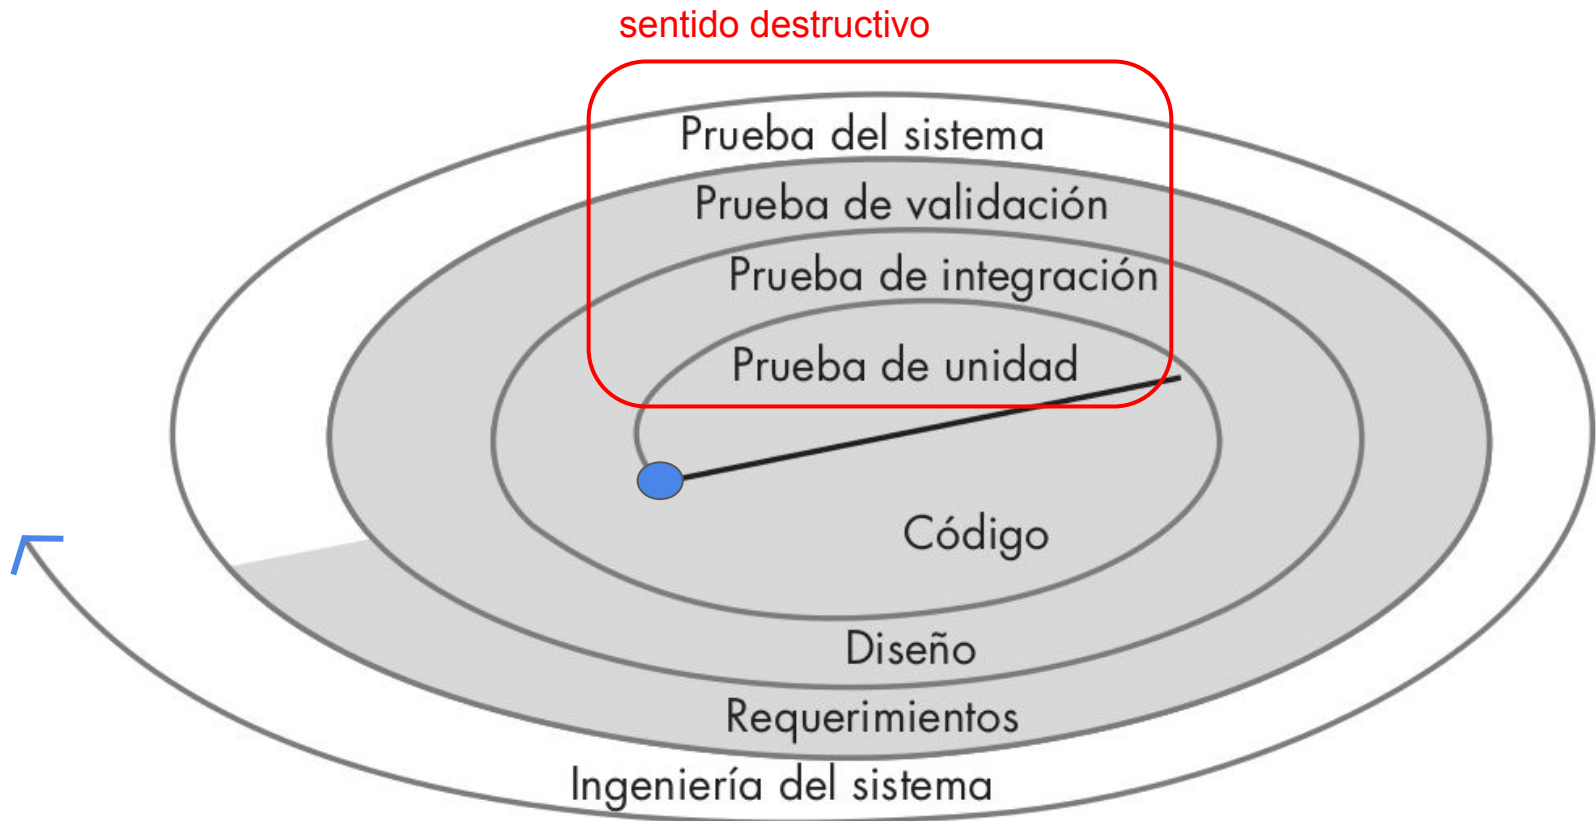 sentido destructivo
Prueba del sistema
Prueba de validación
Prueba de integración
Prueba de unidad
Código
Diseño
Requerimientos
Ingeniería del sistema